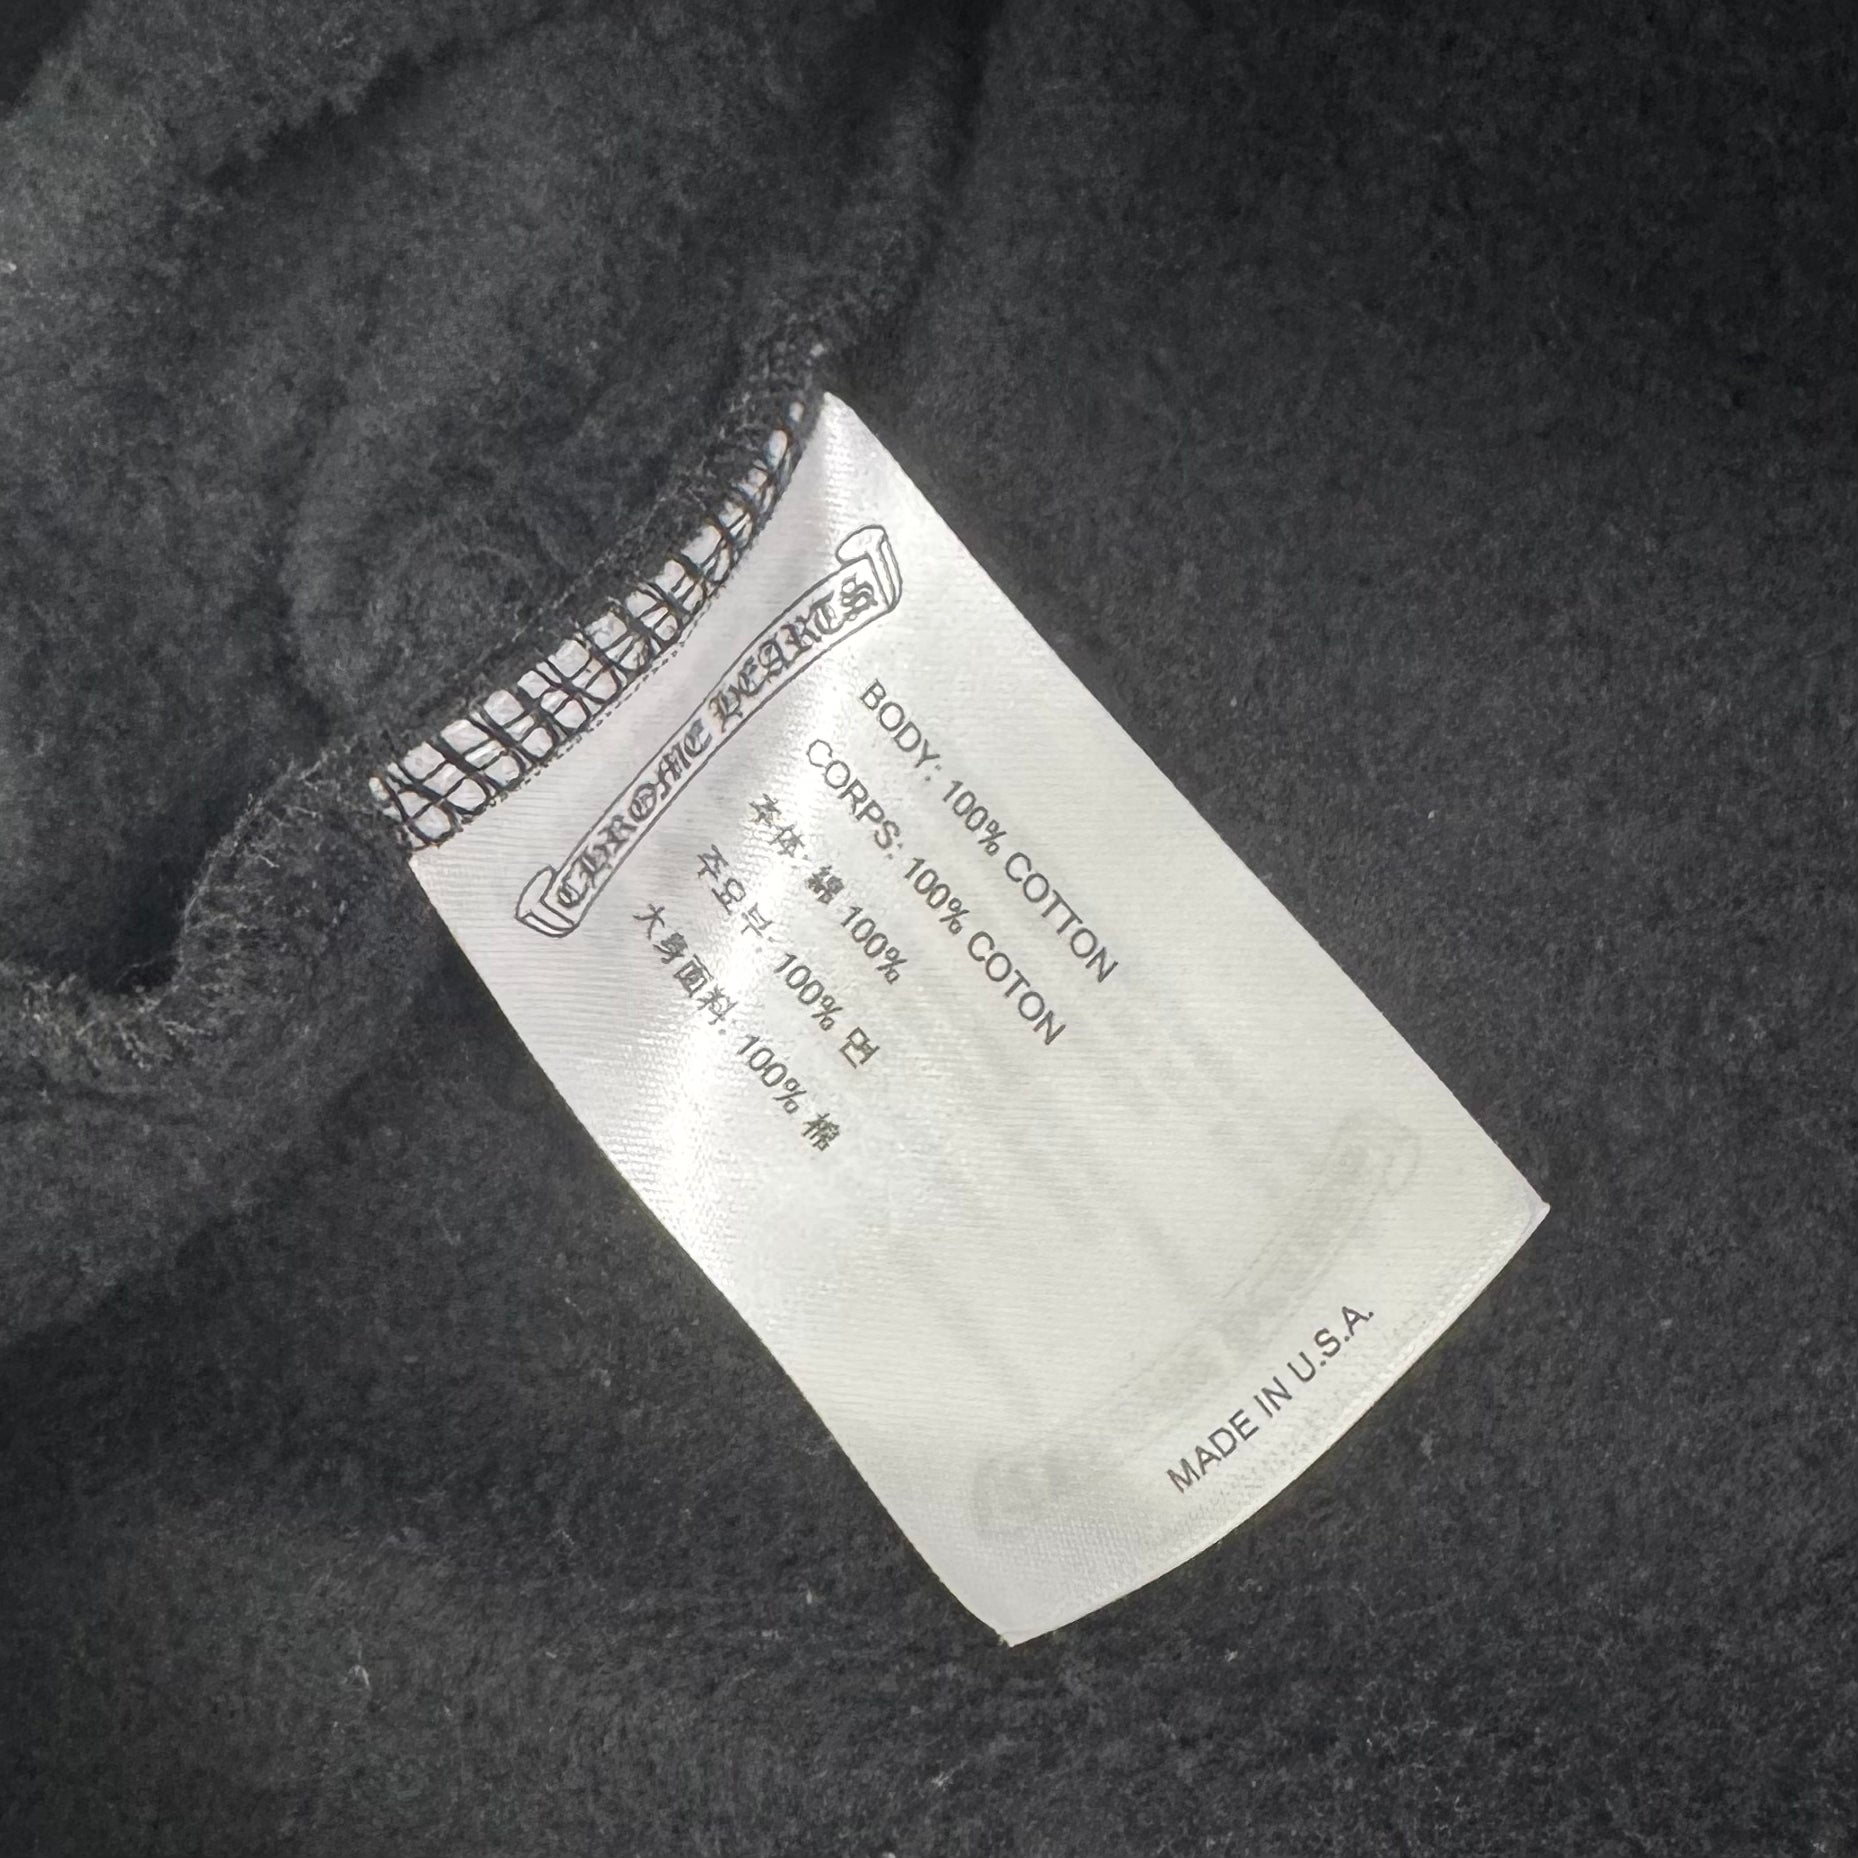 CHROME HEARTS
BODY: 100% COTTON
CORPS: 100% COTON
本体: 綿 100%
주요부: 100% 면
大身面料: 100% 棉
MADE IN U.S.A.